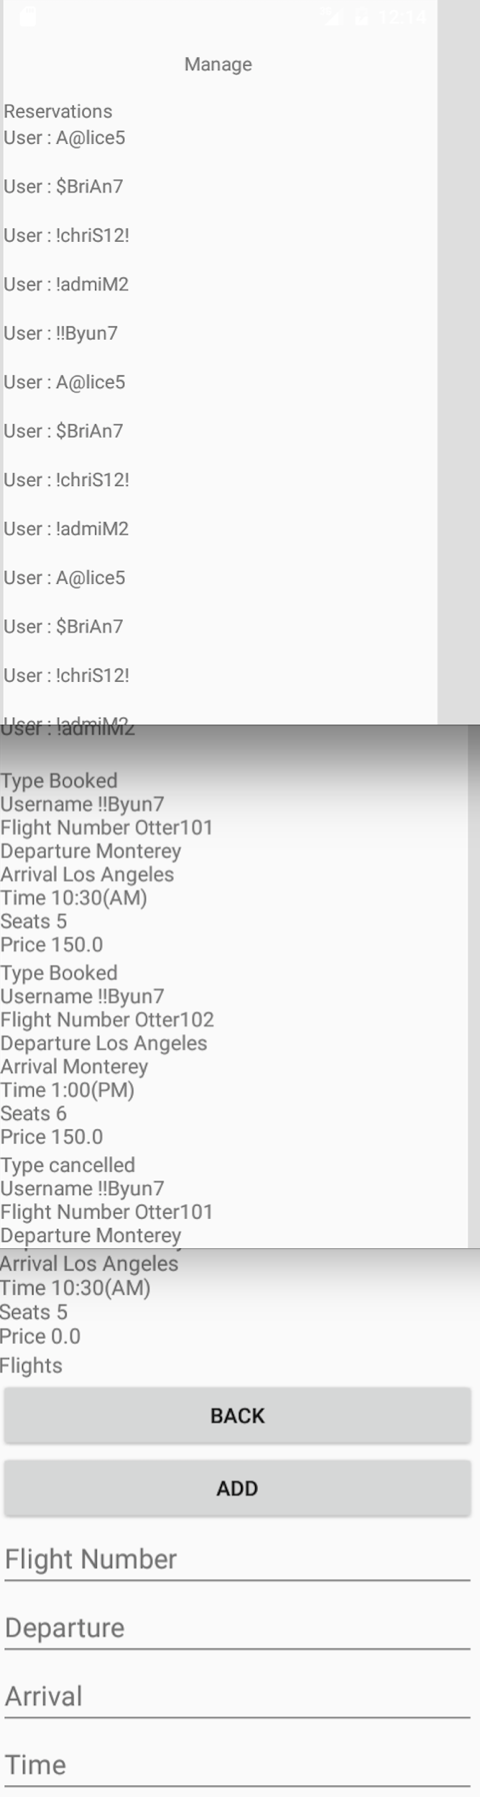 12:14
Manage
Reservations
User : A@lice5
User : $BriAn7
User : !chriS12!
User : !admiM2
User : !!Byun7
User : A@lice5
User : $BriAn7
User : !chriS12!
User : !admiM2
User : A@lice5
User : $BriAn7
User : !chriS12!
User : !admiM2
Type Booked
Username !!Byun7
Flight Number Otter101
Departure Monterey
Arrival Los Angeles
Time 10:30(AM)
Seats 5
Price 150.0
Type Booked
Username !!Byun7
Flight Number Otter102
Departure Los Angeles
Arrival Monterey
Time 1:00(PM)
Seats 6
Price 150.0
Type cancelled
Username !!Byun7
Flight Number Otter101
Departure Monterey
Arrival Los Angeles
Time 10:30(AM)
Seats 5
Price 0.0
Flights
BACK
ADD
Flight Number
Departure
Arrival
Time